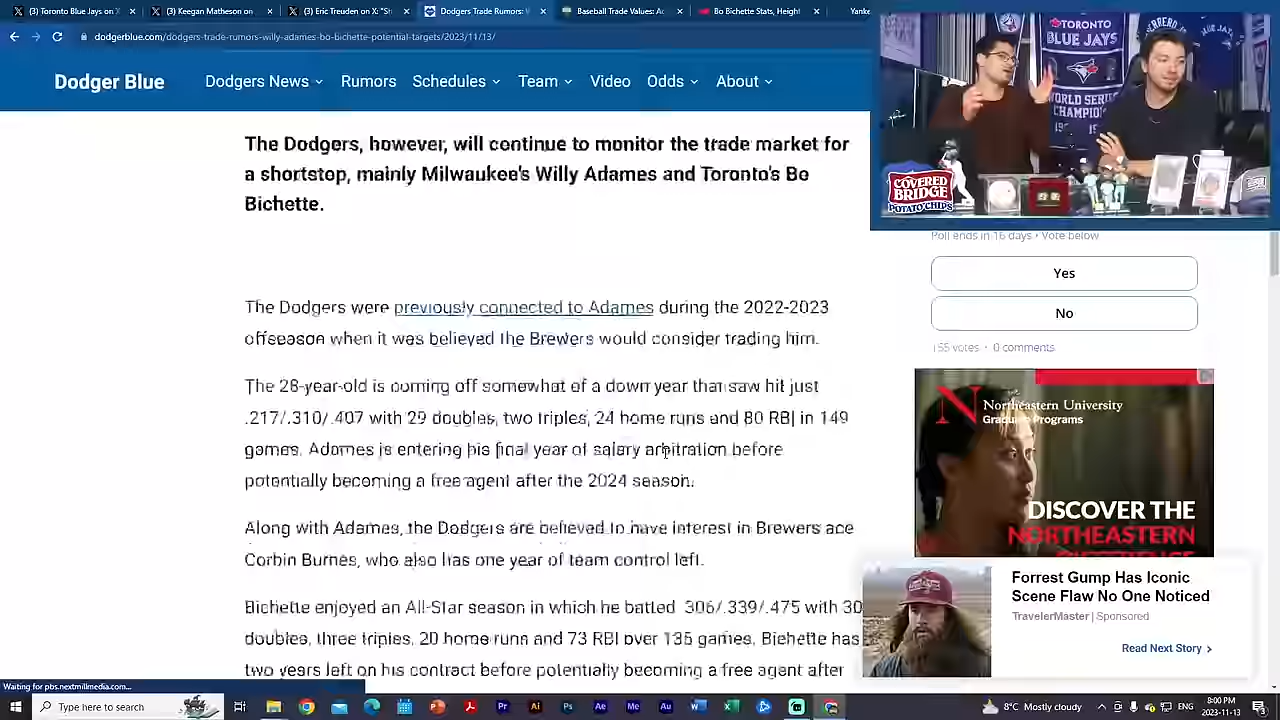 (3) Toronto Blue Jays on X: "W
(3) Keegan Matheson on
(3) Eric Treuden on X: "S
Dodgers Trade Rumors: W
Baseball Trade Values: Ac
Bo Bichette Stats, Height
Yanke
dodgerblue.com/dodgers-trade-rumors-willy-adames-bo-bichette-potential-targets/2023/11/13/
Dodger Blue
Dodgers News
Rumors
Schedules
Team
Video
Odds
About
TORONTO
BLUE JAYS
WORLD SERIES
COVERED
BRIDGE
POTATO CHIPS
The Dodgers, however, will continue to monitor the trade market for
a shortstop, mainly Milwaukee's Willy Adames and Toronto's Bo
Bichette.
The Dodgers were previously connected to Adames during the 2022-2023
offseason when it was believed the Brewers would consider trading him.
The 28-year-old is coming off somewhat of a down year that saw hit just
.217/.310/.407 with 29 doubles, two triples, 24 home runs and 80 RBI in 149
games. Adames is entering his final year of salary arbitration before
potentially becoming a free agent after the 2024 season.
Along with Adames, the Dodgers are believed to have interest in Brewers ace
Corbin Burnes, who also has one year of team control left.
Bichette enjoyed an All-Star season in which he batted .306/.339/.475 with 30
doubles, three triples, 20 home runs and 73 RBI over 135 games. Bichette has
two years left on his contract before potentially becoming a free agent after
Poll ends in 16 days • Vote below
Yes
No
155 votes • 0 comments
Northeastern University
Graduate Programs
DISCOVER THE
NORTHEASTERN
Forrest Gump Has Iconic
Scene Flaw No One Noticed
TravelerMaster | Sponsored
Read Next Story
Waiting for pbs.nextmillmedia.com...
Type here to search
8°C Mostly cloudy
ENG
8:00 PM
2023-11-13